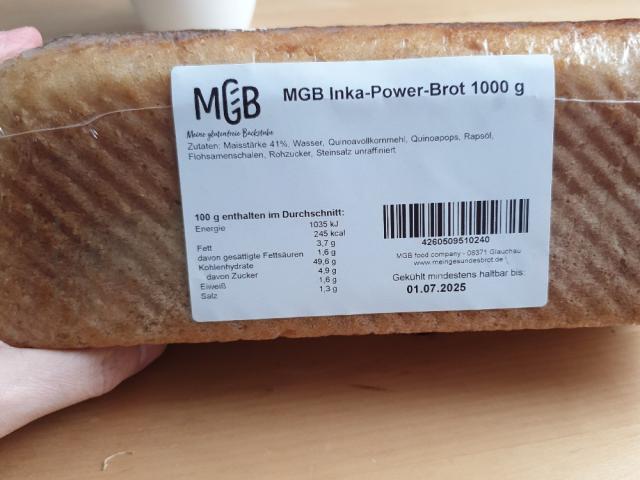 MGB
Meine glutenfreie Backstube
MGB Inka-Power-Brot 1000 g
Zutaten: Maisstärke 41%, Wasser, Quinoavollkornmehl, Quinoapops, Rapsöl,
Flohsamenschalen, Rohzucker, Steinsalz unraffiniert
100 g enthalten im Durchschnitt:
Energie 1035 kJ
245 kcal
Fett 3,7 g
davon gesättigte Fettsäuren 1,6 g
Kohlenhydrate 49,6 g
davon Zucker 4,9 g
Eiweiß 1,6 g
Salz 1,3 g
4260509510240
MGB food company - 08371 Glauchau
www.meingesundesbrot.de
Gekühlt mindestens haltbar bis:
01.07.2025